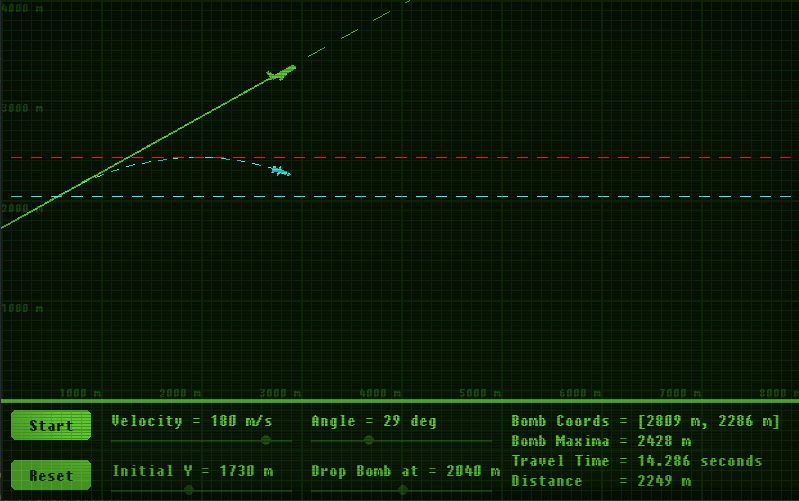 4000 m
3000 m
2000 m
1000 m
1000 m 2000 m 3000 m 4000 m 5000 m 6000 m 7000 m 8000 m
Start
Velocity = 180 m/s
Angle = 29 deg
Reset
Initial Y = 1730 m
Drop Bomb at = 2040 m
Bomb Coords = [2809 m, 2286 m]
Bomb Maxima = 2428 m
Travel Time = 14.286 seconds
Distance = 2249 m